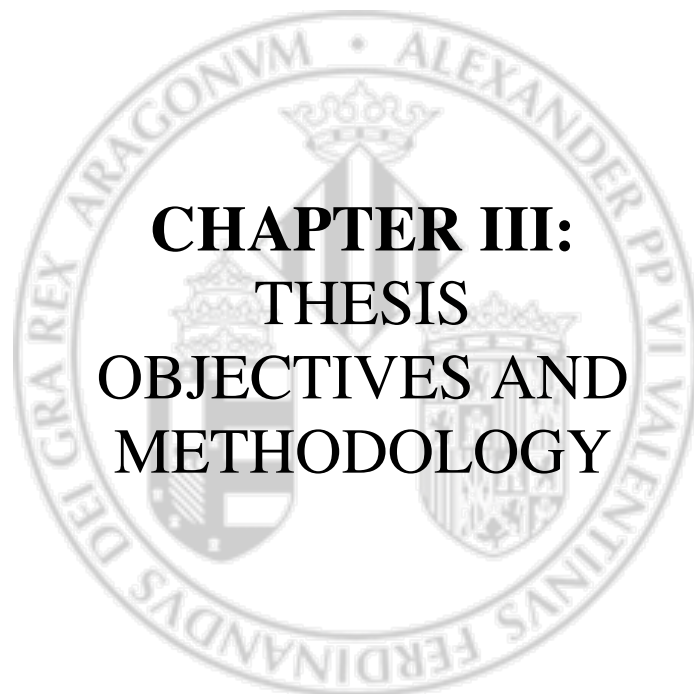 CHAPTER III:
THESIS
OBJECTIVES AND
METHODOLOGY
ALEXANDER PP VI VALENTINVS FERDINANDVS DEI GRA REX ARAGONVM •